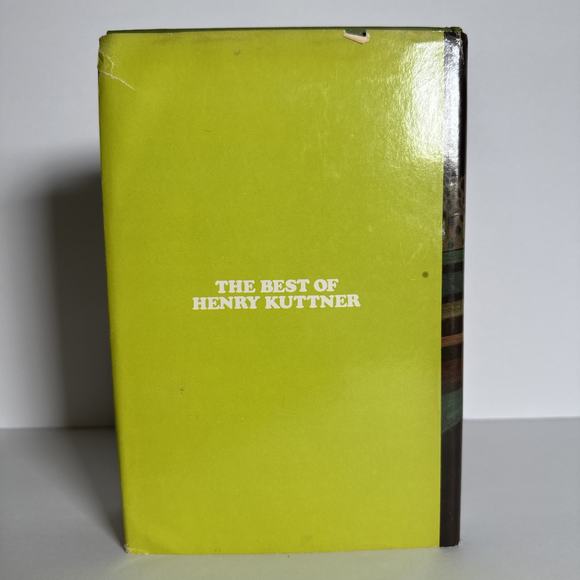 THE BEST OF
HENRY KUTTNER